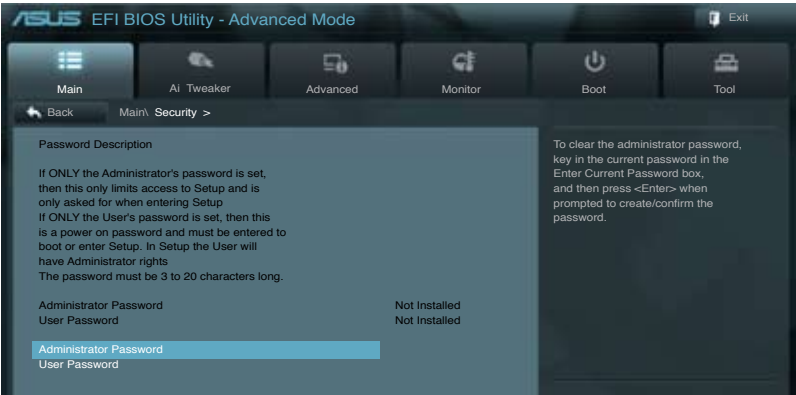 ASUS EFI BIOS Utility - Advanced Mode
Exit
Main
Ai Tweaker
Advanced
Monitor
Boot
Tool
Back
Main\ Security >
Password Description
If ONLY the Administrator's password is set,
then this only limits access to Setup and is
only asked for when entering Setup
If ONLY the User's password is set, then this
is a power on password and must be entered to
boot or enter Setup. In Setup the User will
have Administrator rights
The password must be 3 to 20 characters long.
Administrator Password Not Installed
User Password Not Installed
Administrator Password
User Password
To clear the administrator password,
key in the current password in the
Enter Current Password box,
and then press <Enter> when
prompted to create/confirm the
password.